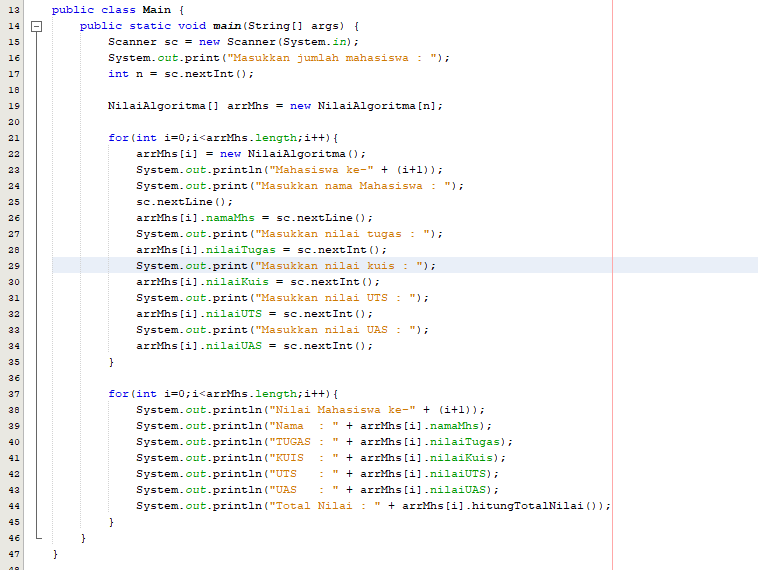 13 public class Main {
14     public static void main(String[] args) {
15         Scanner sc = new Scanner(System.in);
16         System.out.print("Masukkan jumlah mahasiswa : ");
17         int n = sc.nextInt();
18
19         NilaiAlgoritma[] arrMhs = new NilaiAlgoritma[n];
20
21         for(int i=0;i<arrMhs.length;i++){
22             arrMhs[i] = new NilaiAlgoritma();
23             System.out.println("Mahasiswa ke-" + (i+1));
24             System.out.print("Masukkan nama Mahasiswa : ");
25             sc.nextLine();
26             arrMhs[i].namaMhs = sc.nextLine();
27             System.out.print("Masukkan nilai tugas : ");
28             arrMhs[i].nilaiTugas = sc.nextInt();
29             System.out.print("Masukkan nilai kuis : ");
30             arrMhs[i].nilaiKuis = sc.nextInt();
31             System.out.print("Masukkan nilai UTS : ");
32             arrMhs[i].nilaiUTS = sc.nextInt();
33             System.out.print("Masukkan nilai UAS : ");
34             arrMhs[i].nilaiUAS = sc.nextInt();
35         }
36
37         for(int i=0;i<arrMhs.length;i++){
38             System.out.println("Nilai Mahasiswa ke-" + (i+1));
39             System.out.println("Nama  : " + arrMhs[i].namaMhs);
40             System.out.println("TUGAS : " + arrMhs[i].nilaiTugas);
41             System.out.println("KUIS  : " + arrMhs[i].nilaiKuis);
42             System.out.println("UTS   : " + arrMhs[i].nilaiUTS);
43             System.out.println("UAS   : " + arrMhs[i].nilaiUAS);
44             System.out.println("Total Nilai : " + arrMhs[i].hitungTotalNilai());
45         }
46     }
47 }